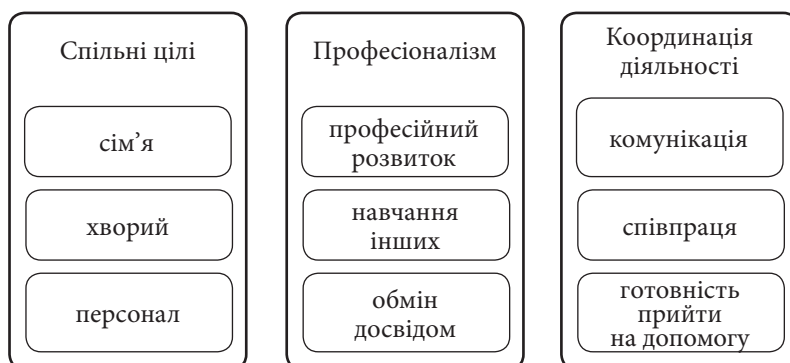 Спільні цілі
сім’я
хворий
персонал
Професіоналізм
професійний
розвиток
навчання
інших
обмін
досвідом
Координація
діяльності
комунікація
співпраця
готовність
прийти
на допомогу